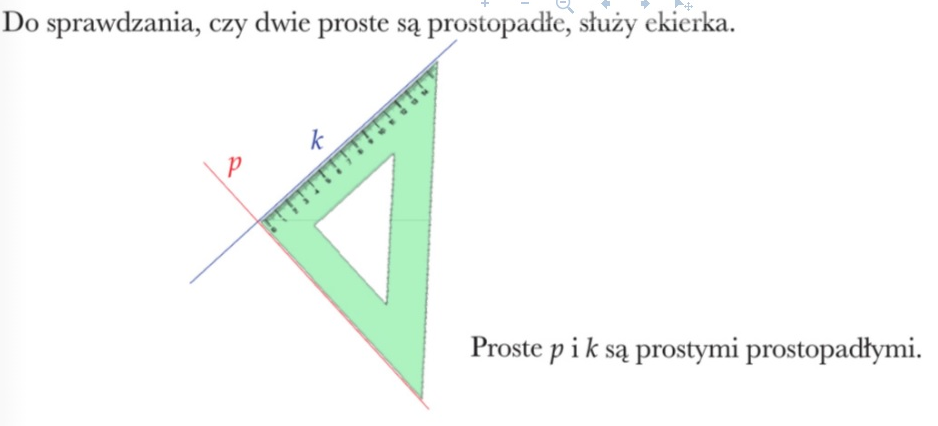 Do sprawdzania, czy dwie proste są prostopadłe, służy ekierka.
k
p
Proste p i k są prostymi prostopadłymi.